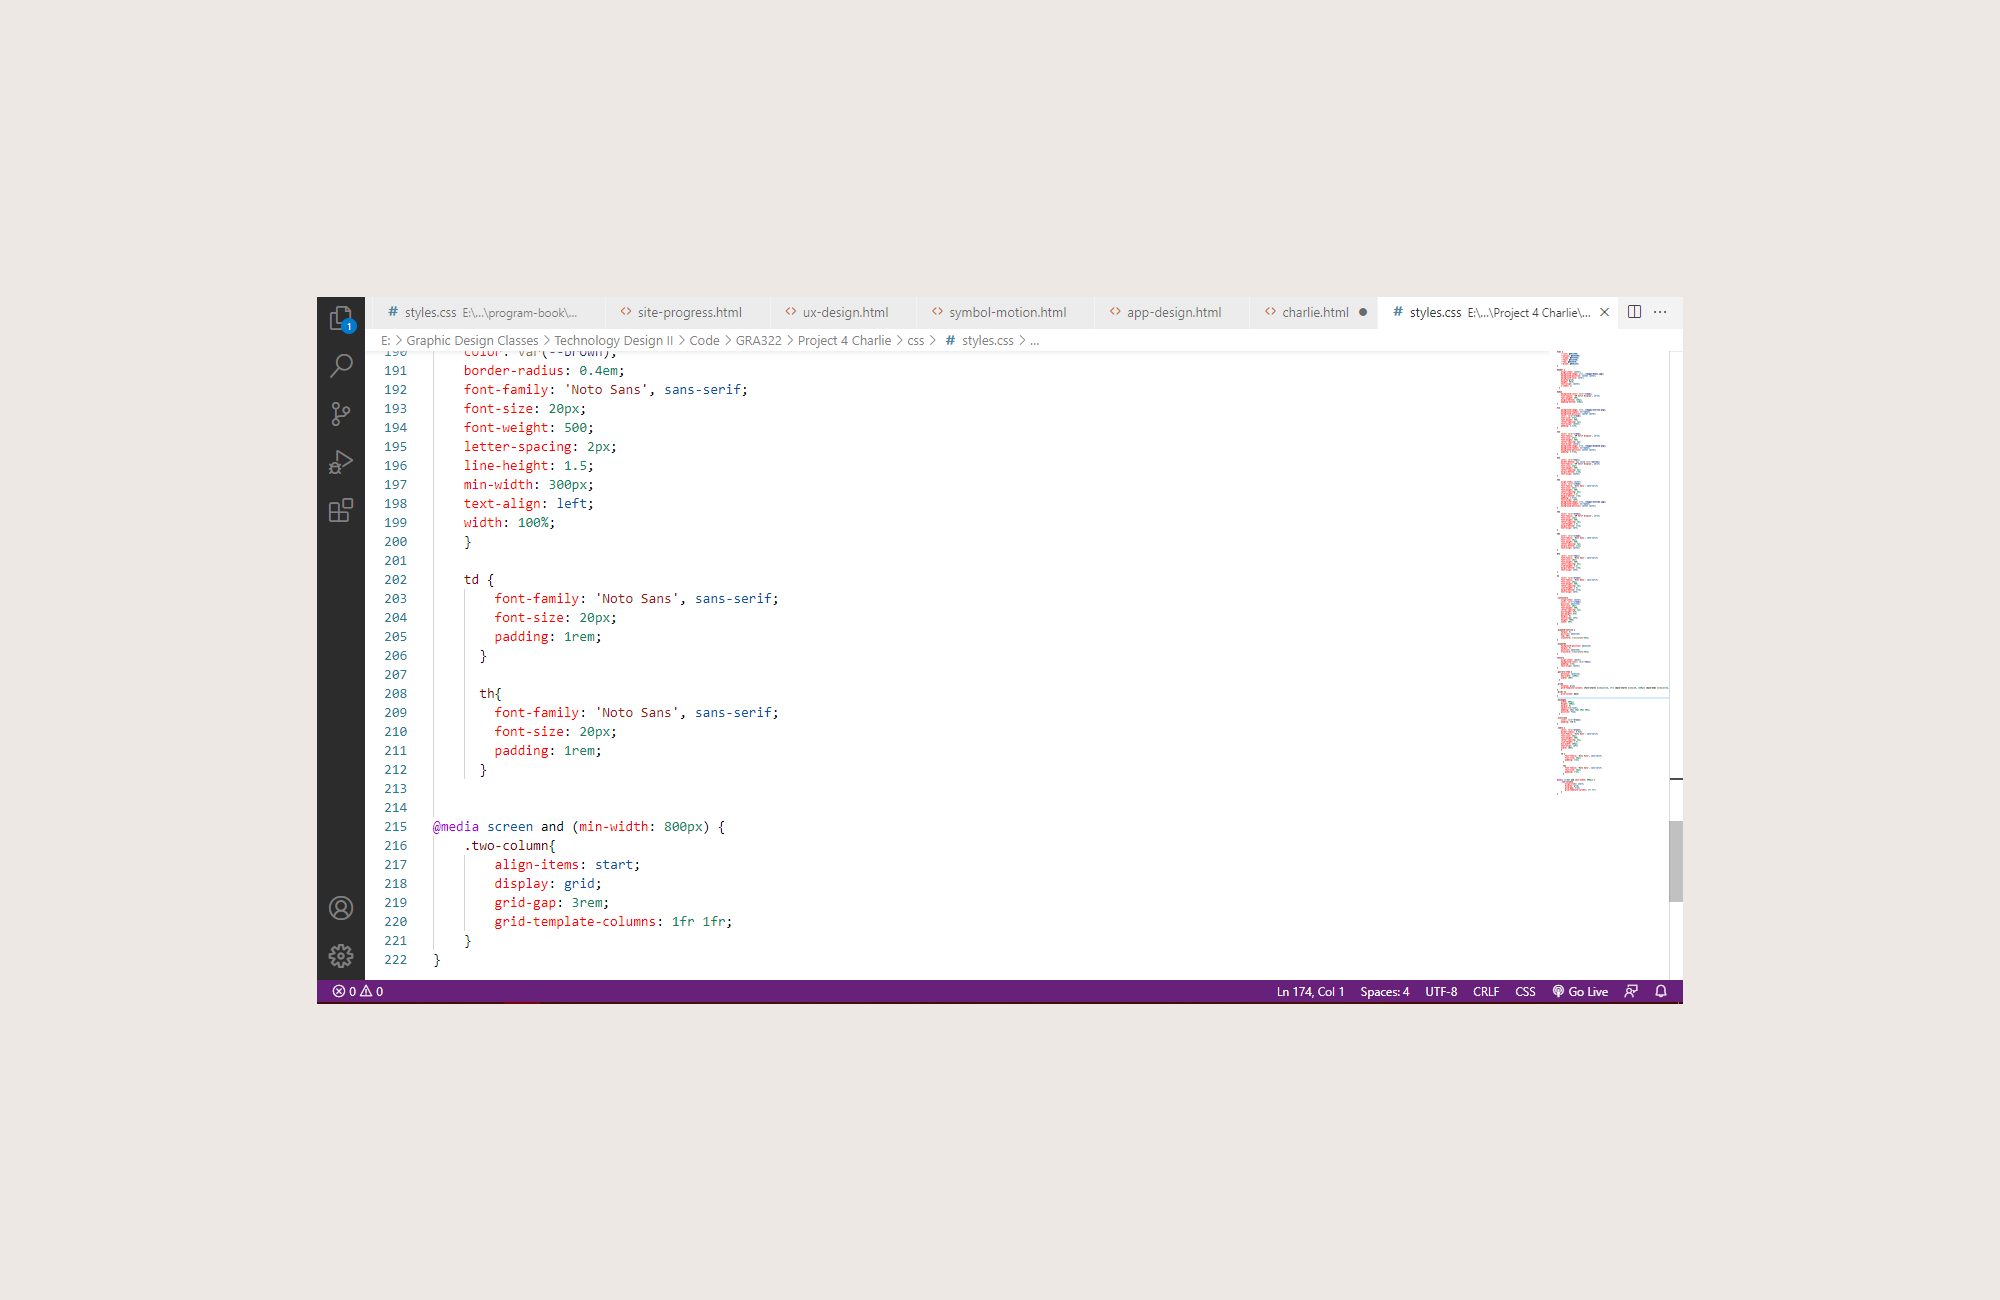 # styles.css E:\...\program-book\... <> site-progress.html <> ux-design.html <> symbol-motion.html <> app-design.html <> charlie.html ● # styles.css E:\...\Project 4 Charlie\... ×
1
E: > Graphic Design Classes > Technology Design II > Code > GRA322 > Project 4 Charlie > css > # styles.css > ...
190 color: var(--brown);
191 border-radius: 0.4em;
192 font-family: 'Noto Sans', sans-serif;
193 font-size: 20px;
194 font-weight: 500;
195 letter-spacing: 2px;
196 line-height: 1.5;
197 min-width: 300px;
198 text-align: left;
199 width: 100%;
200 }
201
202 td {
203 font-family: 'Noto Sans', sans-serif;
204 font-size: 20px;
205 padding: 1rem;
206 }
207
208 th{
209 font-family: 'Noto Sans', sans-serif;
210 font-size: 20px;
211 padding: 1rem;
212 }
213
214
215 @media screen and (min-width: 800px) {
216 .two-column{
217 align-items: start;
218 display: grid;
219 grid-gap: 3rem;
220 grid-template-columns: 1fr 1fr;
221 }
222 }
0 0 Ln 174, Col 1 Spaces: 4 UTF-8 CRLF CSS Go Live